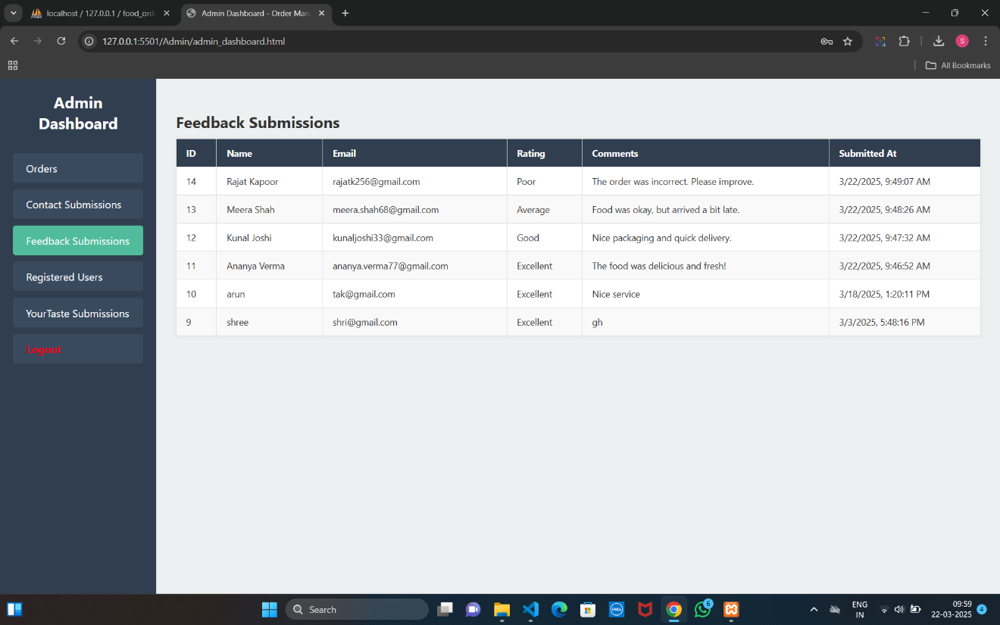 localhost / 127.0.0.1 / food_ord
Admin Dashboard - Order Man
127.0.0.1:5501/Admin/admin_dashboard.html
S
All Bookmarks
Admin
Dashboard
Orders
Contact Submissions
Feedback Submissions
Registered Users
YourTaste Submissions
Logout
Feedback Submissions
ID Name Email Rating Comments Submitted At
14 Rajat Kapoor rajatk256@gmail.com Poor The order was incorrect. Please improve. 3/22/2025, 9:49:07 AM
13 Meera Shah meera.shah68@gmail.com Average Food was okay, but arrived a bit late. 3/22/2025, 9:48:26 AM
12 Kunal Joshi kunaljoshi33@gmail.com Good Nice packaging and quick delivery. 3/22/2025, 9:47:32 AM
11 Ananya Verma ananya.verma77@gmail.com Excellent The food was delicious and fresh! 3/22/2025, 9:46:52 AM
10 arun tak@gmail.com Excellent Nice service 3/18/2025, 1:20:11 PM
9 shree shri@gmail.com Excellent gh 3/3/2025, 5:48:16 PM
Search
DELL
6
ENG
IN
09:59
22-03-2025
4